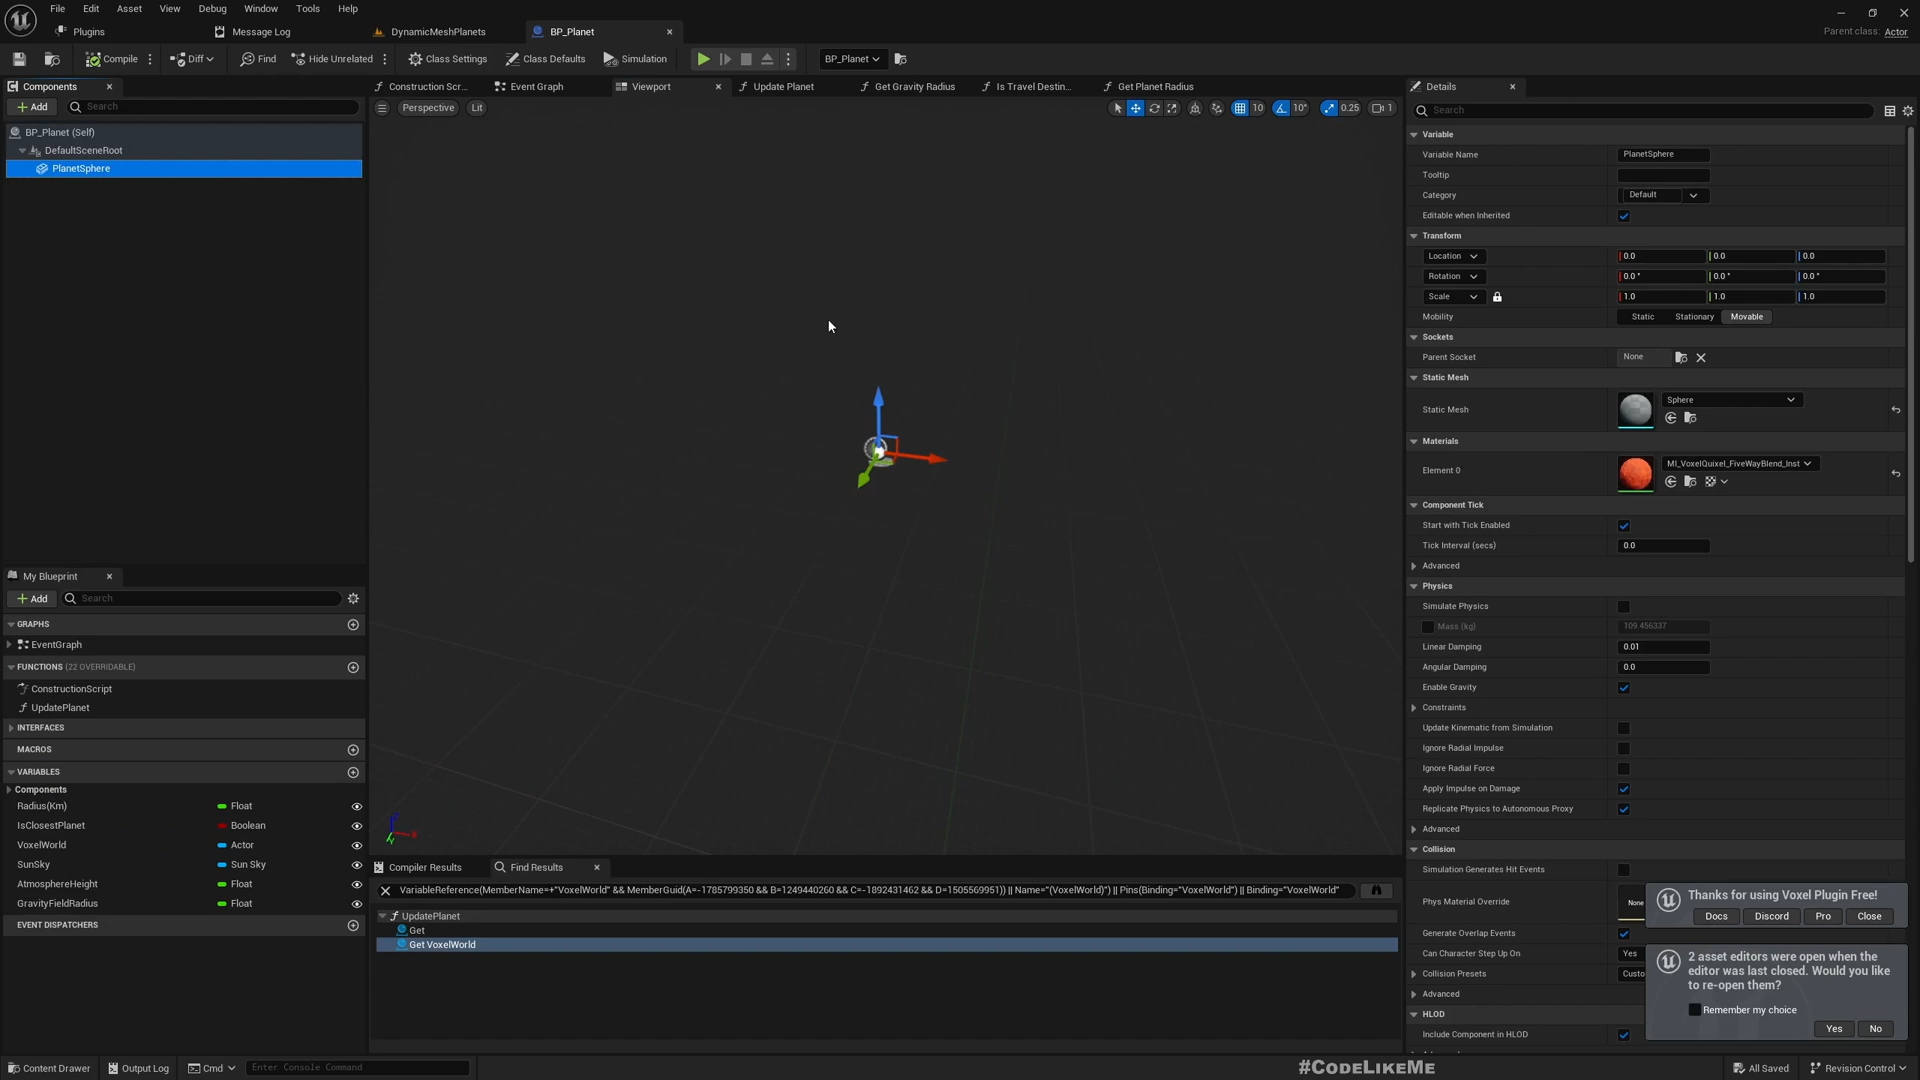 File Edit Asset View Debug Window Tools Help
Plugins Message Log DynamicMeshPlanets BP_Planet
Parent class: Actor
Compile Diff Find Hide Unrelated Class Settings Class Defaults Simulation BP_Planet
Components
Add Search
BP_Planet (Self)
DefaultSceneRoot
PlanetSphere
Construction Scr... Event Graph Viewport Update Planet Get Gravity Radius Is Travel Destin... Get Planet Radius
Perspective Lit 10 10° 0.25 1
My Blueprint
Add Search
GRAPHS
EventGraph
FUNCTIONS (22 OVERRIDABLE)
ConstructionScript
UpdatePlanet
INTERFACES
MACROS
VARIABLES
Components
Radius(Km) Float
IsClosestPlanet Boolean
VoxelWorld Actor
SunSky Sun Sky
AtmosphereHeight Float
GravityFieldRadius Float
EVENT DISPATCHERS
Compiler Results Find Results
VariableReference(MemberName=+"VoxelWorld" && MemberGuid(A=-1785799350 && B=1249440260 && C=-1892431462 && D=1505569951)) || Name="(VoxelWorld)") || Pins(Binding="VoxelWorld") || Binding="VoxelWorld"
UpdatePlanet
Get
Get VoxelWorld
Details
Search
Variable
Variable Name PlanetSphere
Tooltip
Category Default
Editable when Inherited
Transform
Location 0.0 0.0 0.0
Rotation 0.0 ° 0.0 ° 0.0 °
Scale 1.0 1.0 1.0
Mobility Static Stationary Movable
Sockets
Parent Socket None
Static Mesh
Static Mesh Sphere
Materials
Element 0 MI_VoxelQuixel_FiveWayBlend_Inst
Component Tick
Start with Tick Enabled
Tick Interval (secs) 0.0
Advanced
Physics
Simulate Physics
Mass (kg) 109.456337
Linear Damping 0.01
Angular Damping 0.0
Enable Gravity
Constraints
Update Kinematic from Simulation
Ignore Radial Impulse
Ignore Radial Force
Apply Impulse on Damage
Replicate Physics to Autonomous Proxy
Advanced
Collision
Simulation Generates Hit Events
Phys Material Override None
Generate Overlap Events
Can Character Step Up On Yes
Collision Presets Custo
Advanced
HLOD
Include Component in HLOD
Thanks for using Voxel Plugin Free!
Docs Discord Pro Close
2 asset editors were open when the
editor was last closed. Would you like
to re-open them?
Remember my choice
Yes No
Content Drawer Output Log Cmd Enter Console Command
#CodeLikeMe
All Saved Revision Control